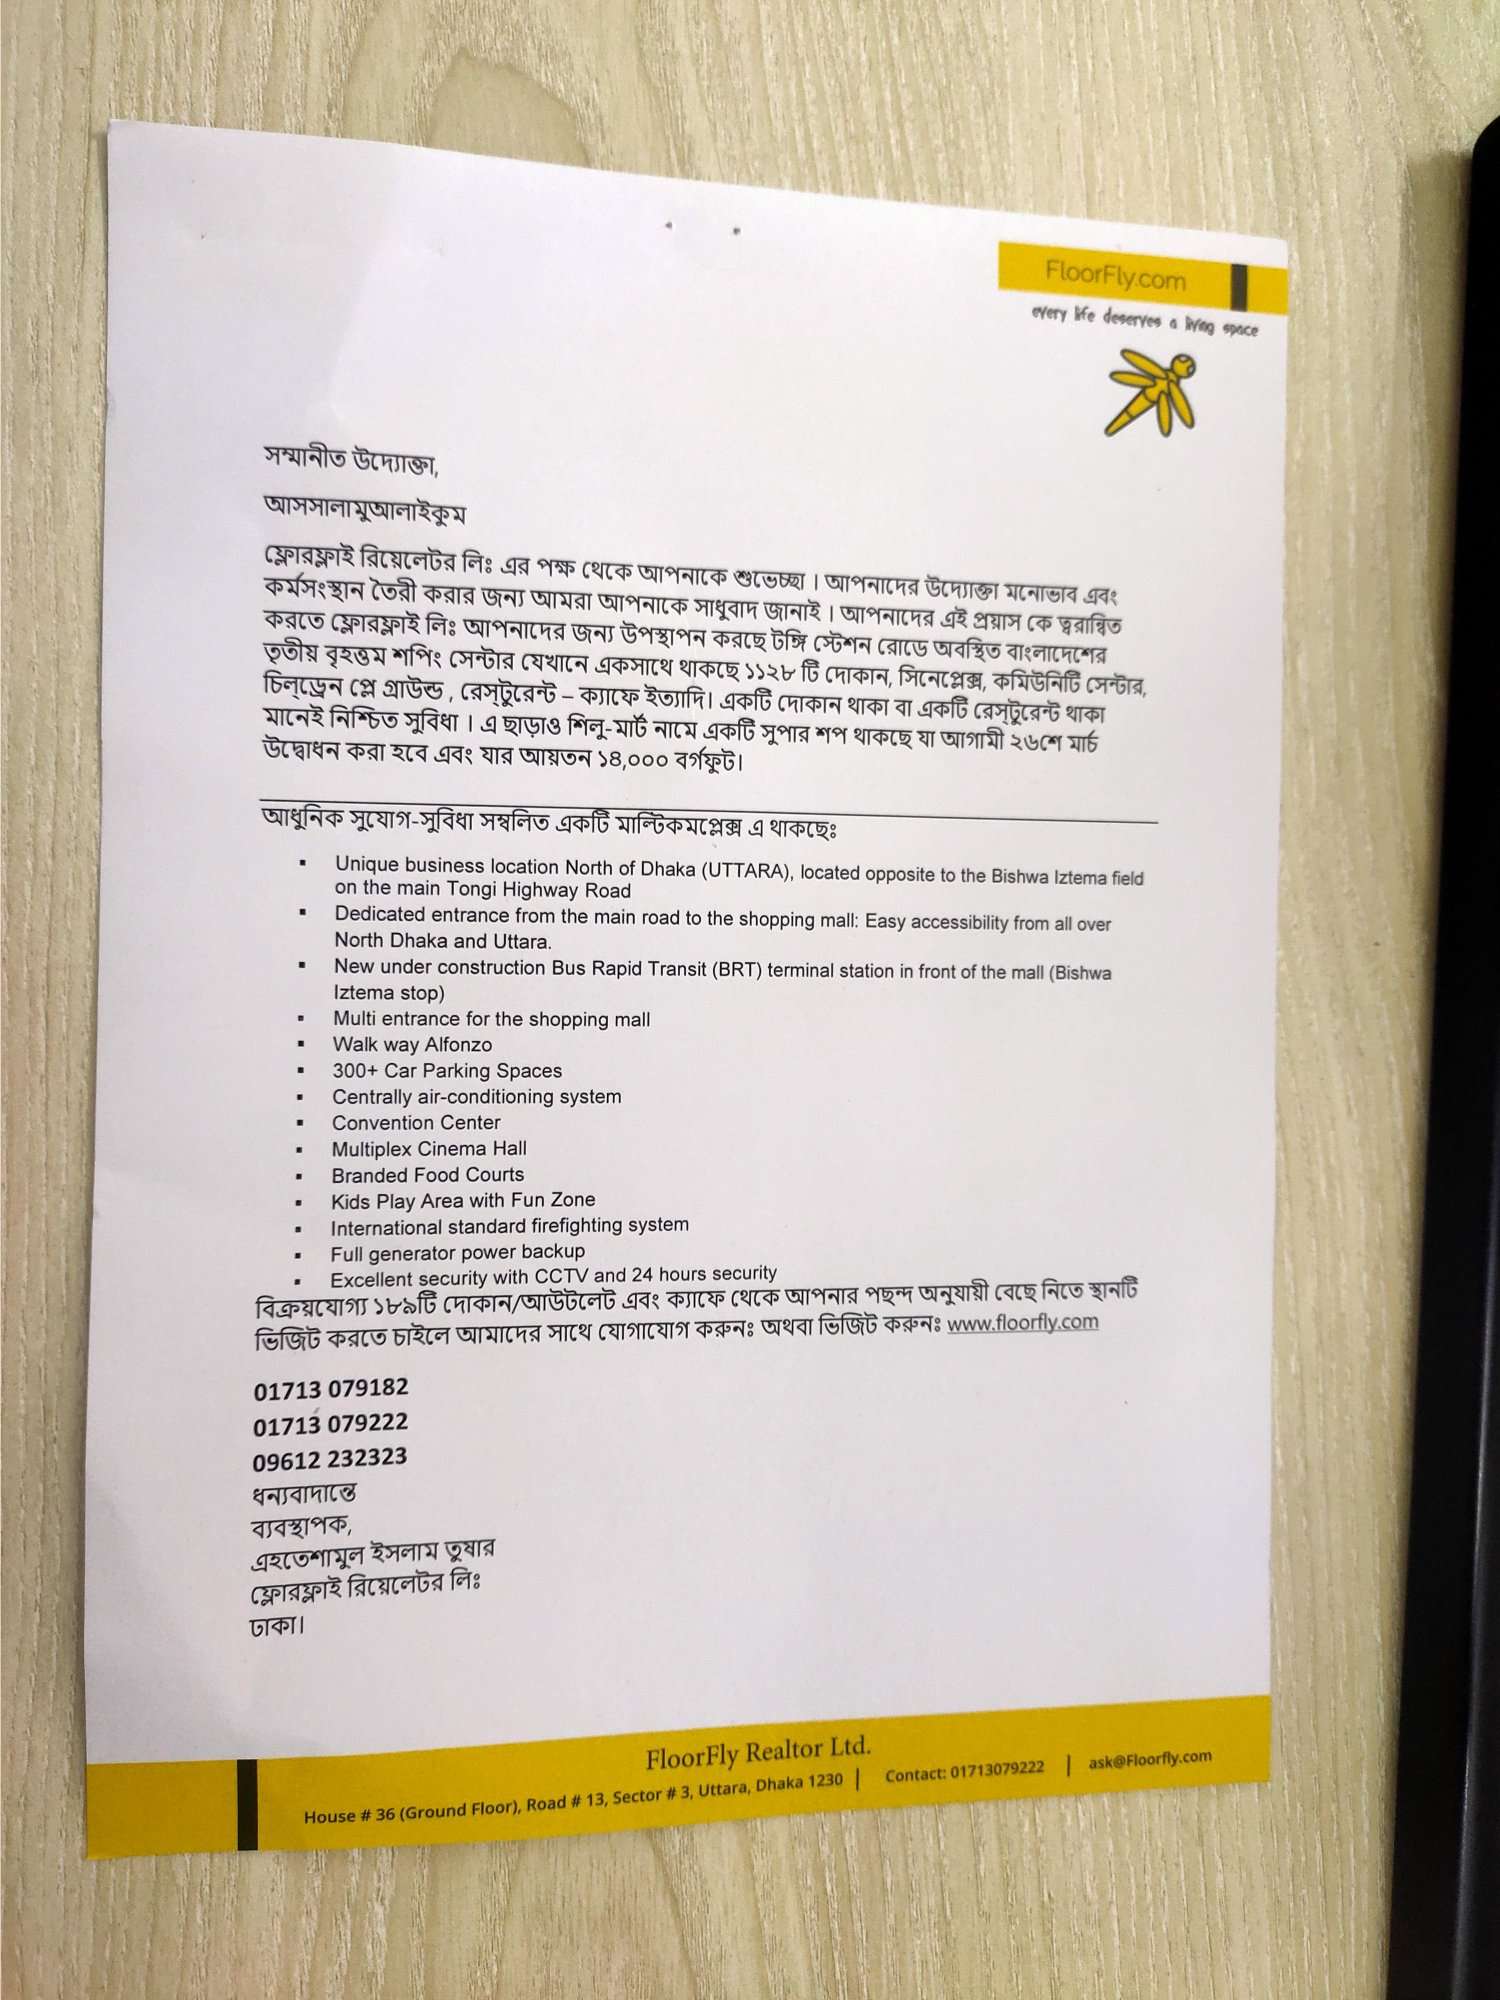 FloorFly.com
every life deserves a living space
সম্মানীত উদ্যোক্তা,
আসসালামুআলাইকুম
ফ্লোরফ্লাই রিয়েলেটর লিঃ এর পক্ষ থেকে আপনাকে শুভেচ্ছা । আপনাদের উদ্যোক্তা মনোভাব এবং
কর্মসংস্থান তৈরী করার জন্য আমরা আপনাকে সাধুবাদ জানাই । আপনাদের এই প্রয়াস কে ত্বরান্বিত
করতে ফ্লোরফ্লাই লিঃ আপনাদের জন্য উপস্থাপন করছে টঙ্গি স্টেশন রোডে অবস্থিত বাংলাদেশের
তৃতীয় বৃহত্তম শপিং সেন্টার যেখানে একসাথে থাকছে ১১২৮ টি দোকান, সিনেপ্লেক্স, কমিউনিটি সেন্টার,
চিল্ড্রেন প্লে গ্রাউন্ড , রেস্টুরেন্ট – ক্যাফে ইত্যাদি। একটি দোকান থাকা বা একটি রেস্টুরেন্ট থাকা
মানেই নিশ্চিত সুবিধা । এ ছাড়াও শিলু-মার্ট নামে একটি সুপার শপ থাকছে যা আগামী ২৬শে মার্চ
উদ্বোধন করা হবে এবং যার আয়তন ১৪,০০০ বর্গফুট।
আধুনিক সুযোগ-সুবিধা সম্বলিত একটি মাল্টিকমপ্লেক্স এ থাকছেঃ
▪ Unique business location North of Dhaka (UTTARA), located opposite to the Bishwa Iztema field
on the main Tongi Highway Road
▪ Dedicated entrance from the main road to the shopping mall: Easy accessibility from all over
North Dhaka and Uttara.
▪ New under construction Bus Rapid Transit (BRT) terminal station in front of the mall (Bishwa
Iztema stop)
▪ Multi entrance for the shopping mall
▪ Walk way Alfonzo
▪ 300+ Car Parking Spaces
▪ Centrally air-conditioning system
▪ Convention Center
▪ Multiplex Cinema Hall
▪ Branded Food Courts
▪ Kids Play Area with Fun Zone
▪ International standard firefighting system
▪ Full generator power backup
▪ Excellent security with CCTV and 24 hours security
বিক্রয়যোগ্য ১৮৯টি দোকান/আউটলেট এবং ক্যাফে থেকে আপনার পছন্দ অনুযায়ী বেছে নিতে স্থানটি
ভিজিট করতে চাইলে আমাদের সাথে যোগাযোগ করুনঃ অথবা ভিজিট করুনঃ www.floorfly.com
01713 079182
01713 079222
09612 232323
ধন্যবাদান্তে
ব্যবস্থাপক,
এহতেশামুল ইসলাম তুষার
ফ্লোরফ্লাই রিয়েলেটর লিঃ
ঢাকা।
FloorFly Realtor Ltd.
House # 36 (Ground Floor), Road # 13, Sector # 3, Uttara, Dhaka 1230 | Contact: 01713079222 | ask@Floorfly.com